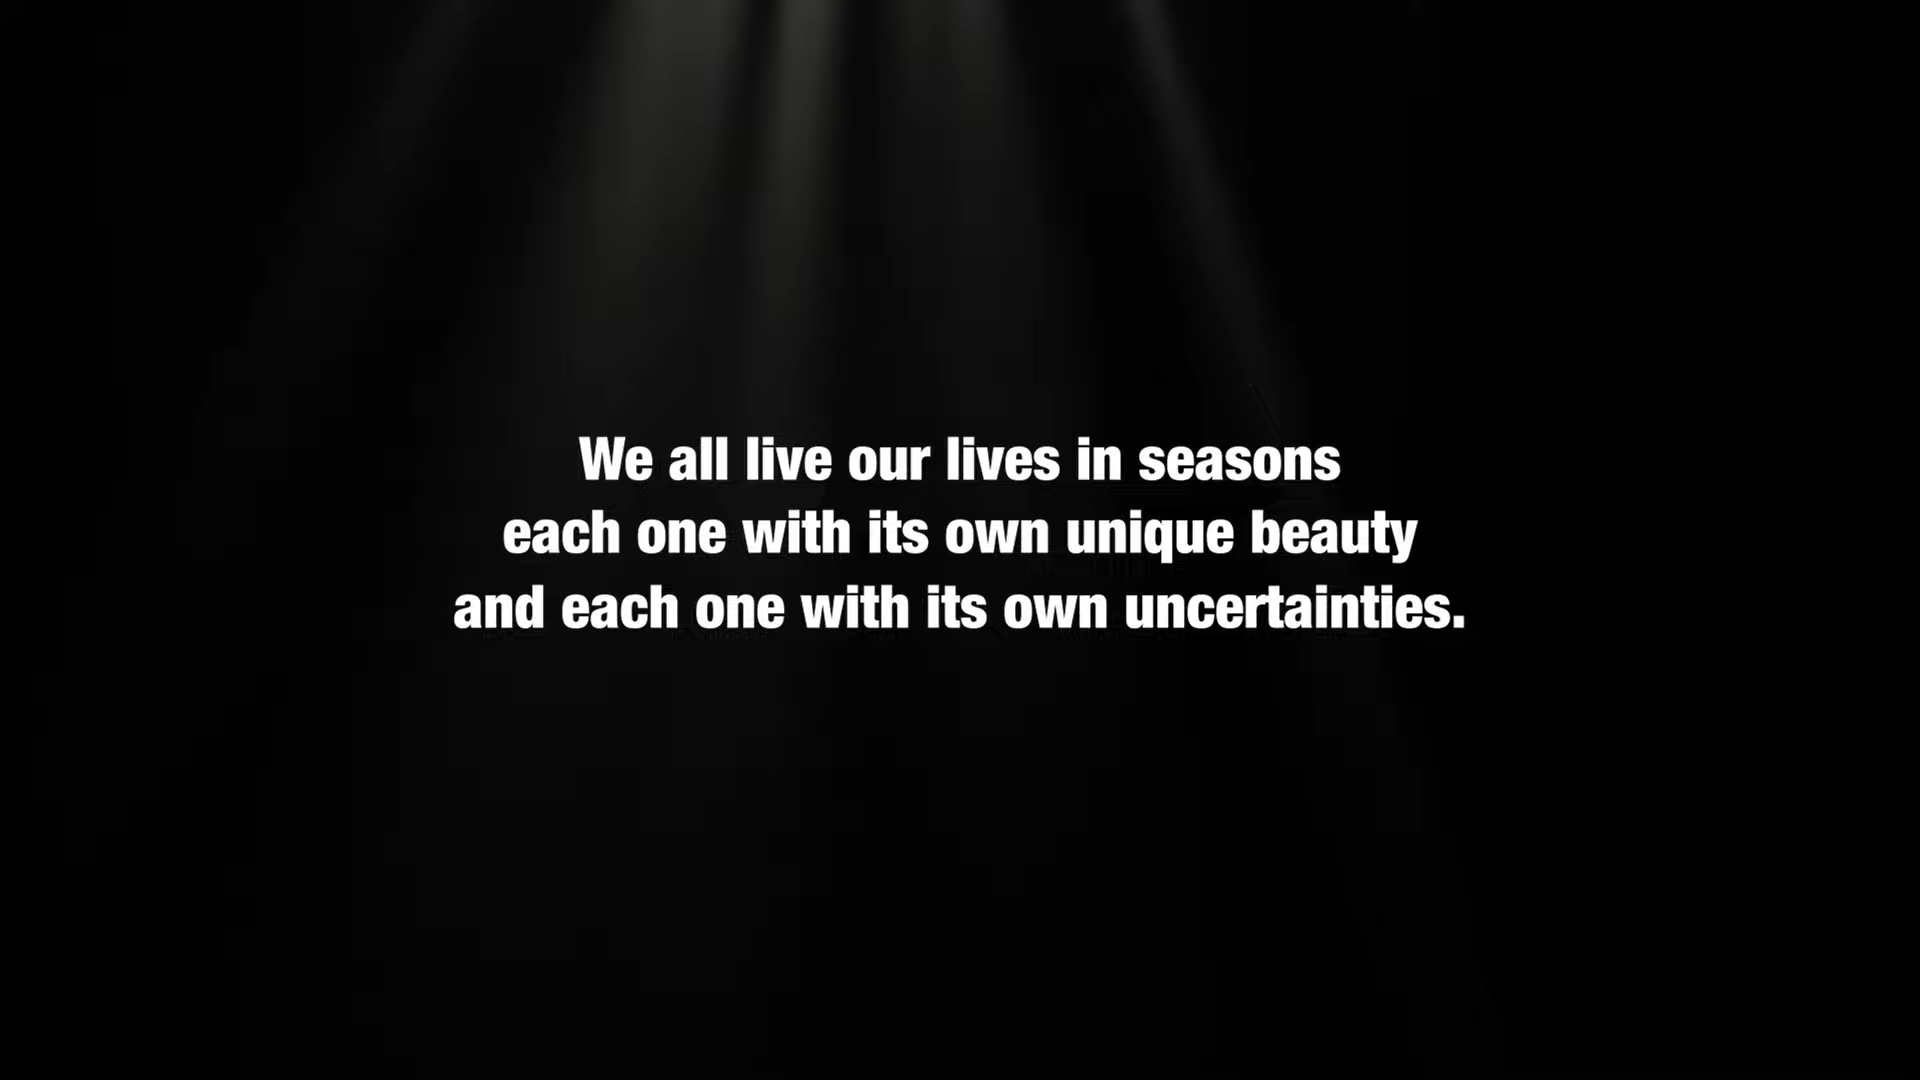 We all live our lives in seasons
each one with its own unique beauty
and each one with its own uncertainties.